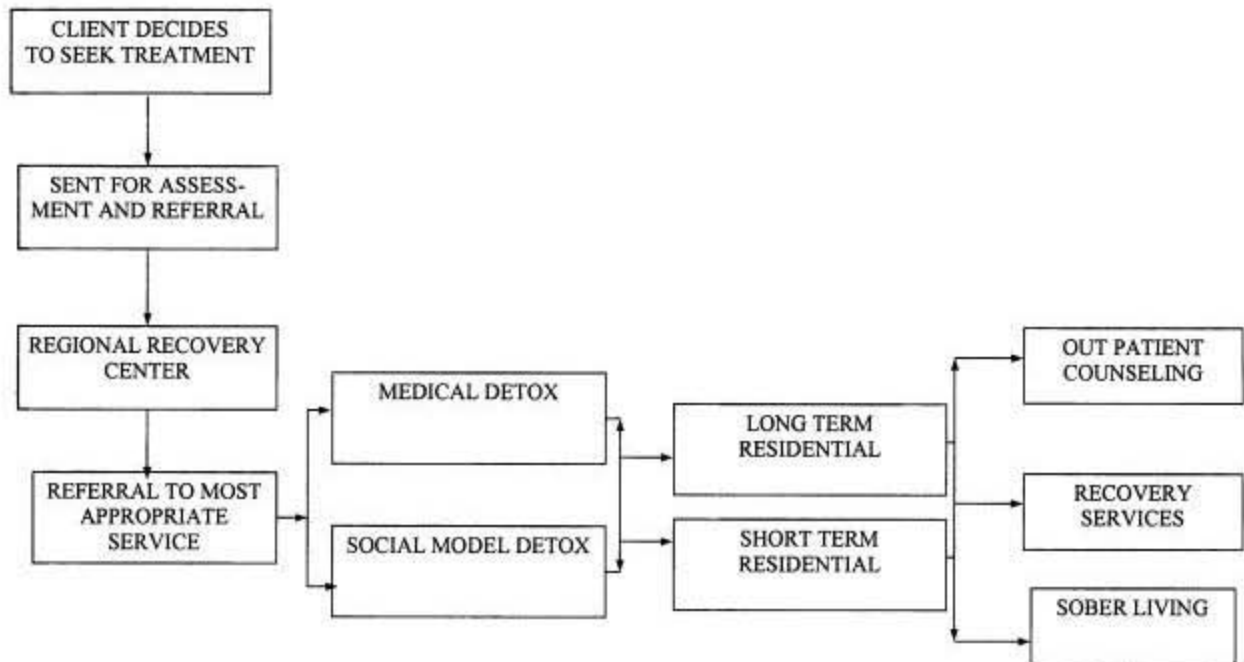 CLIENT DECIDES
TO SEEK TREATMENT
SENT FOR ASSESS-
MENT AND REFERRAL
REGIONAL RECOVERY
CENTER
REFERRAL TO MOST
APPROPRIATE
SERVICE
MEDICAL DETOX
SOCIAL MODEL DETOX
LONG TERM
RESIDENTIAL
SHORT TERM
RESIDENTIAL
OUT PATIENT
COUNSELING
RECOVERY
SERVICES
SOBER LIVING